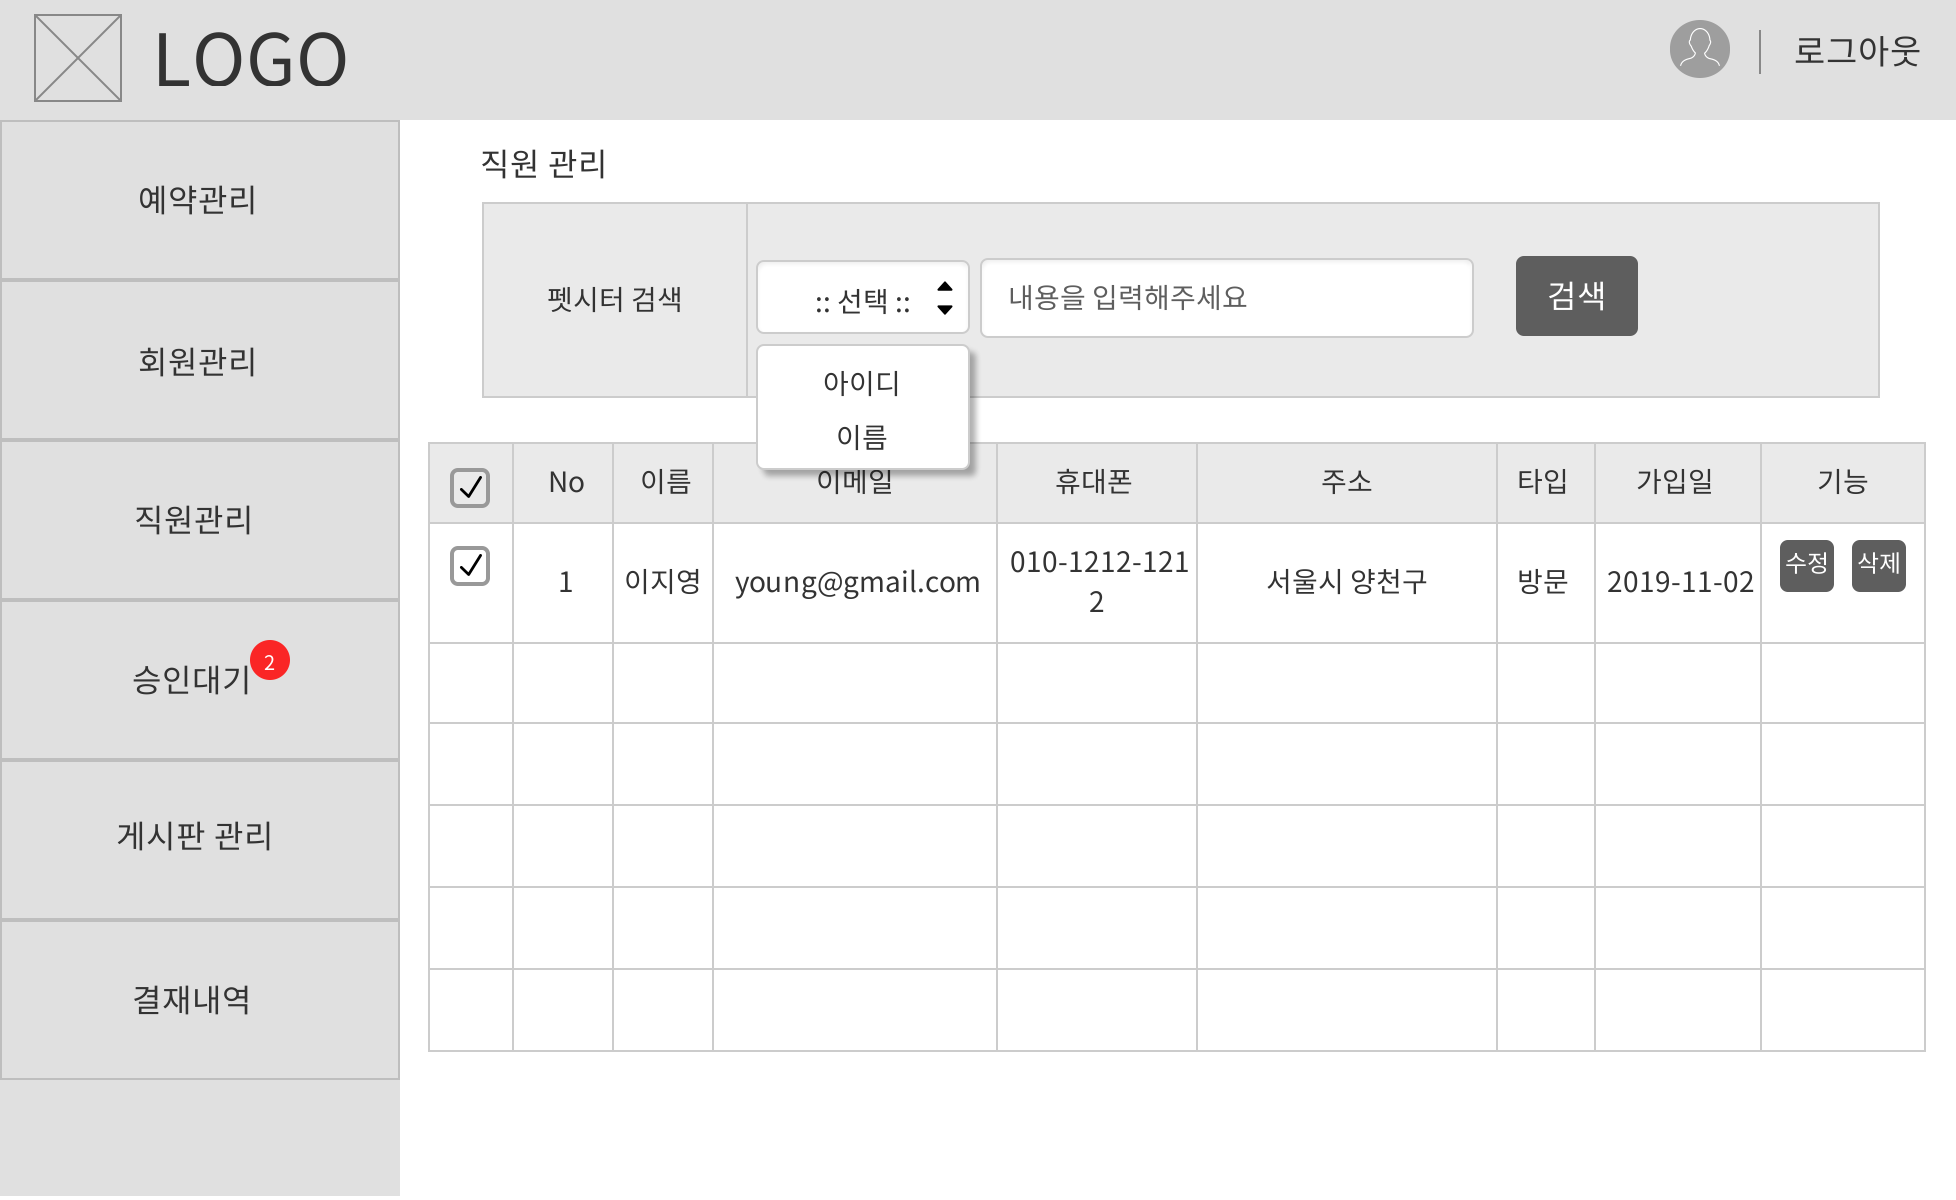 LOGO
로그아웃
예약관리
회원관리
직원관리
승인대기 2
게시판 관리
결재내역
직원 관리
펫시터 검색
:: 선택 ::
내용을 입력해주세요
검색
아이디
이름
No 이름 이메일 휴대폰 주소 타입 가입일 기능
1 이지영 young@gmail.com 010-1212-121 서울시 양천구 방문 2019-11-02 수정 삭제
2